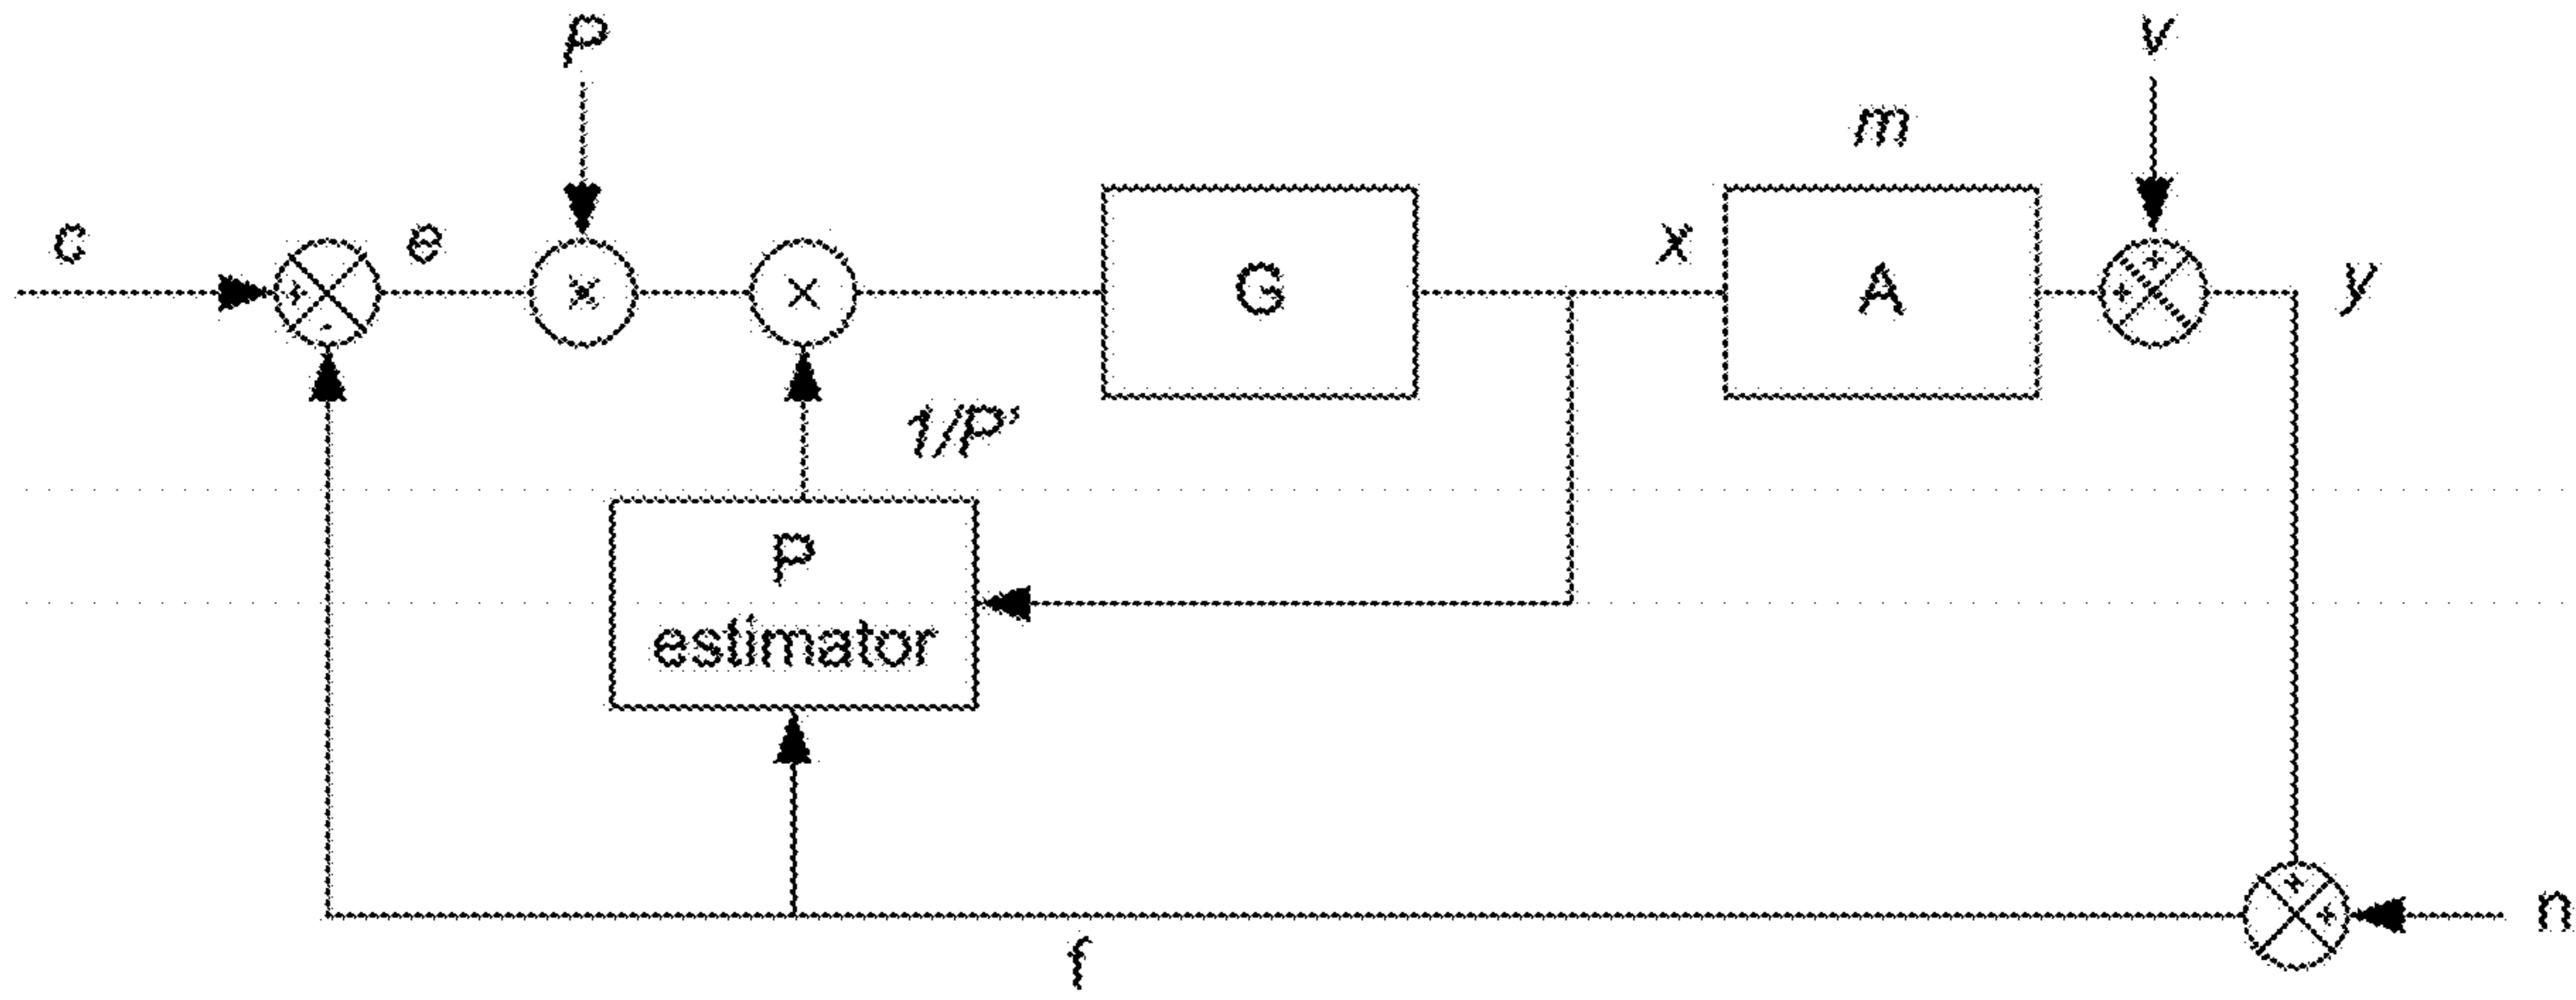 P
v
m
c
e
×
×
G
x
A
y
+
-
+
+
1/P'
P
estimator
+
+
n
f